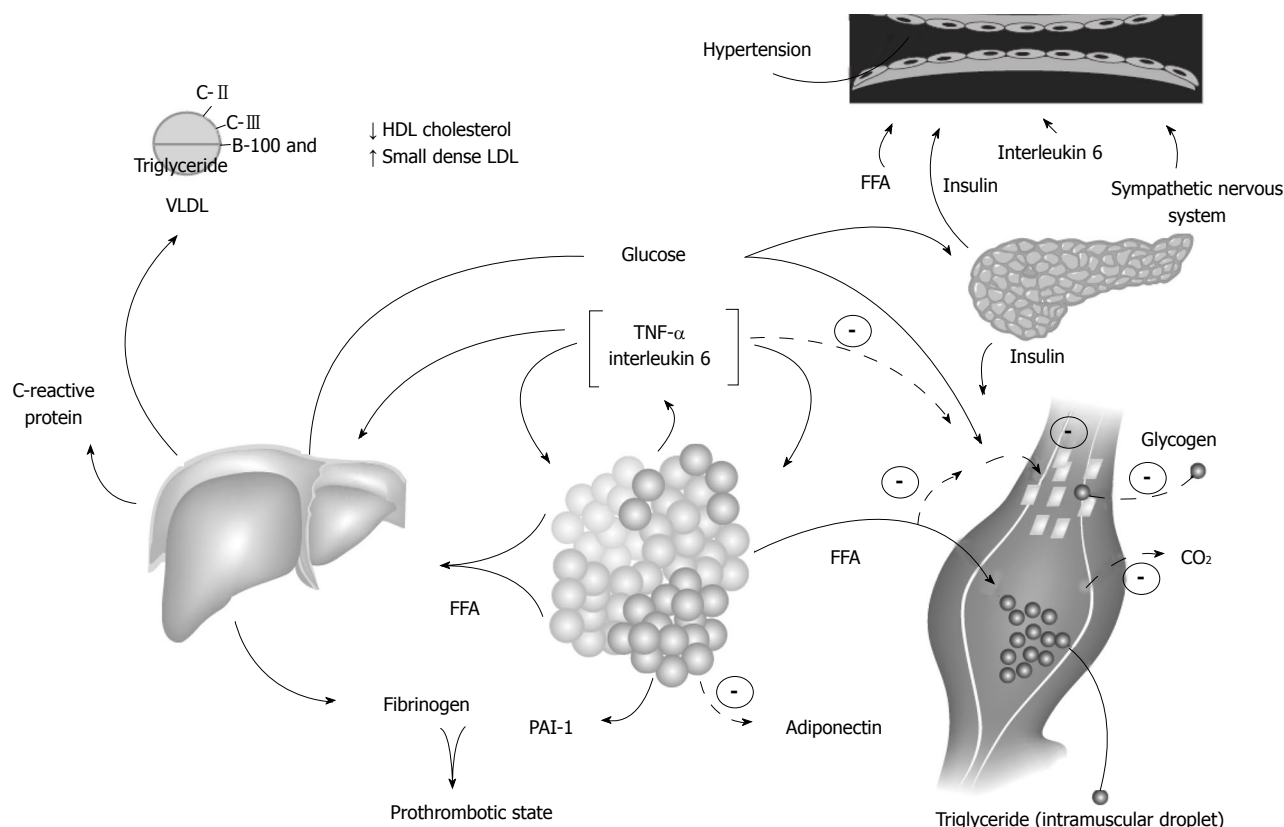 Hypertension
C-Ⅱ
C-Ⅲ
B-100 and
Triglyceride
VLDL
↓ HDL cholesterol
↑ Small dense LDL
FFA
Insulin
Interleukin 6
Sympathetic nervous
system
Glucose
TNF-α
interleukin 6
-
Insulin
C-reactive
protein
-
Glycogen
-
-
FFA
CO₂
-
FFA
Fibrinogen
PAI-1
-
Adiponectin
Prothrombotic state
Triglyceride (intramuscular droplet)